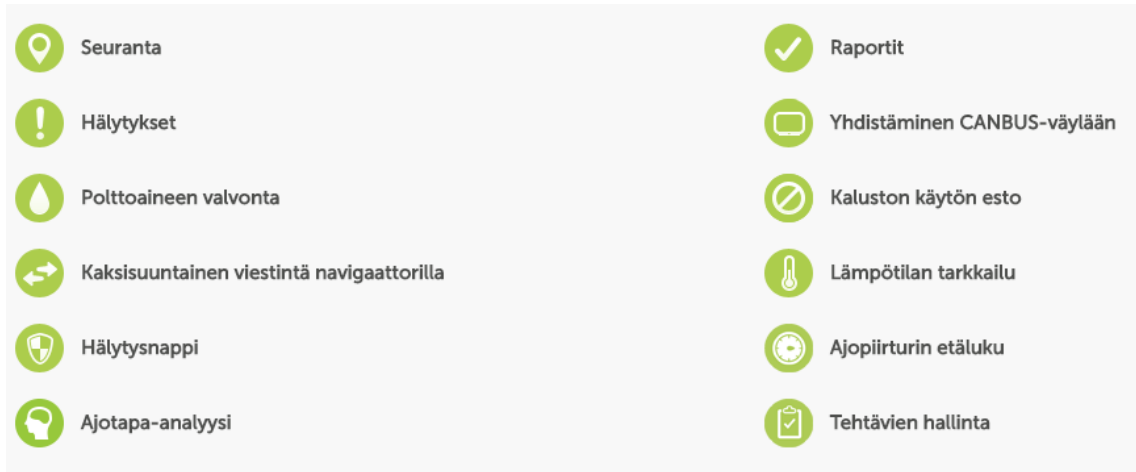 Seuranta
Raportit
Hälytykset
Yhdistäminen CANBUS-väylään
Polttoaineen valvonta
Kaluston käytön esto
Kaksisuuntainen viestintä navigaattorilla
Lämpötilan tarkkailu
Hälytysnappi
Ajopiirturin etäluku
Ajotapa-analyysi
Tehtävien hallinta